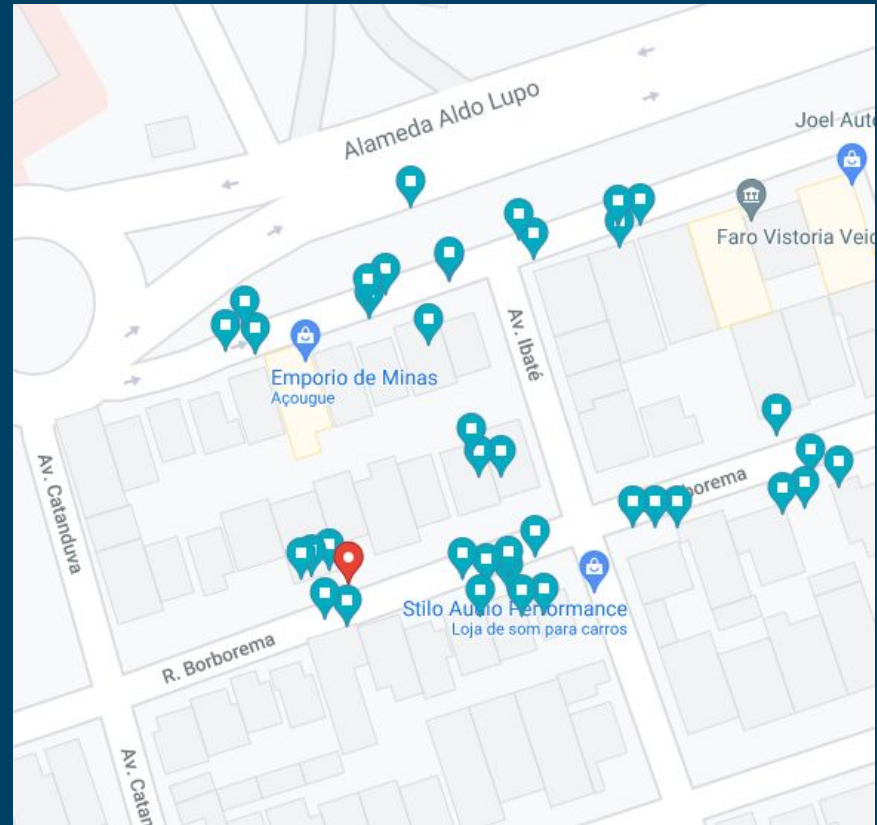 Alameda Aldo Lupo
Joel Auto
Faro Vistoria Veic
Av. Ibaté
Emporio de Minas
Açougue
Av. Catanduva
borema
Stilo Audio Performance
Loja de som para carros
R. Borborema
Av. Catan